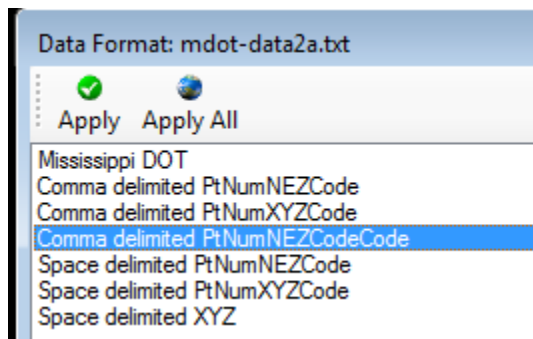 Data Format: mdot-data2a.txt
Apply Apply All
Mississippi DOT
Comma delimited PtNumNEZCode
Comma delimited PtNumXYZCode
Comma delimited PtNumNEZCodeCode
Space delimited PtNumNEZCode
Space delimited PtNumXYZCode
Space delimited XYZ